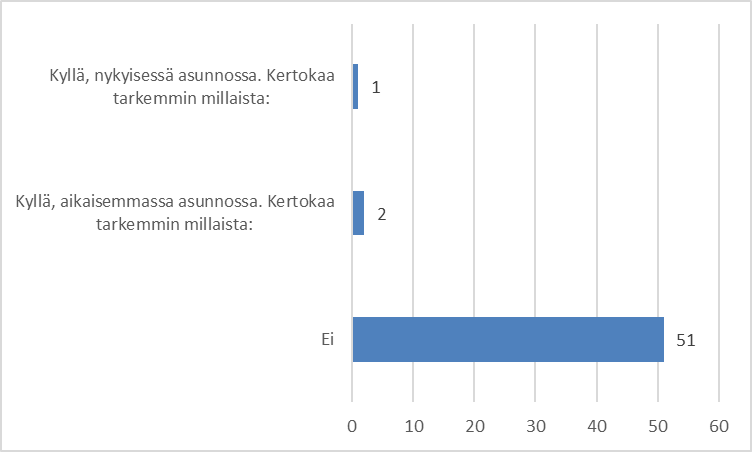 Kyllä, nykyisessä asunnossa. Kertokaa
tarkemmin millaista:
1
Kyllä, aikaisemmassa asunnossa. Kertokaa
tarkemmin millaista:
2
Ei
51
0 10 20 30 40 50 60